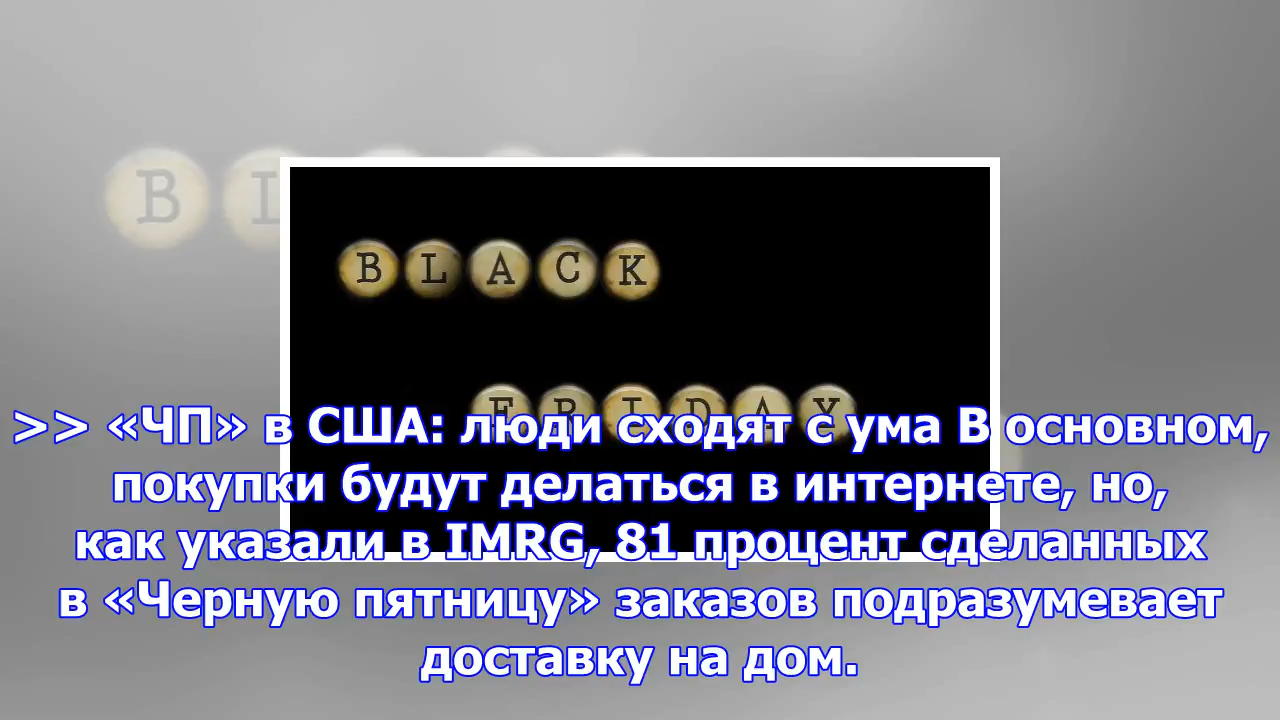 B L
BLACK
FRIDAY
>> «ЧП» в США: люди сходят с ума В основном,
покупки будут делаться в интернете, но,
как указали в IMRG, 81 процент сделанных
в «Черную пятницу» заказов подразумевает
доставку на дом.